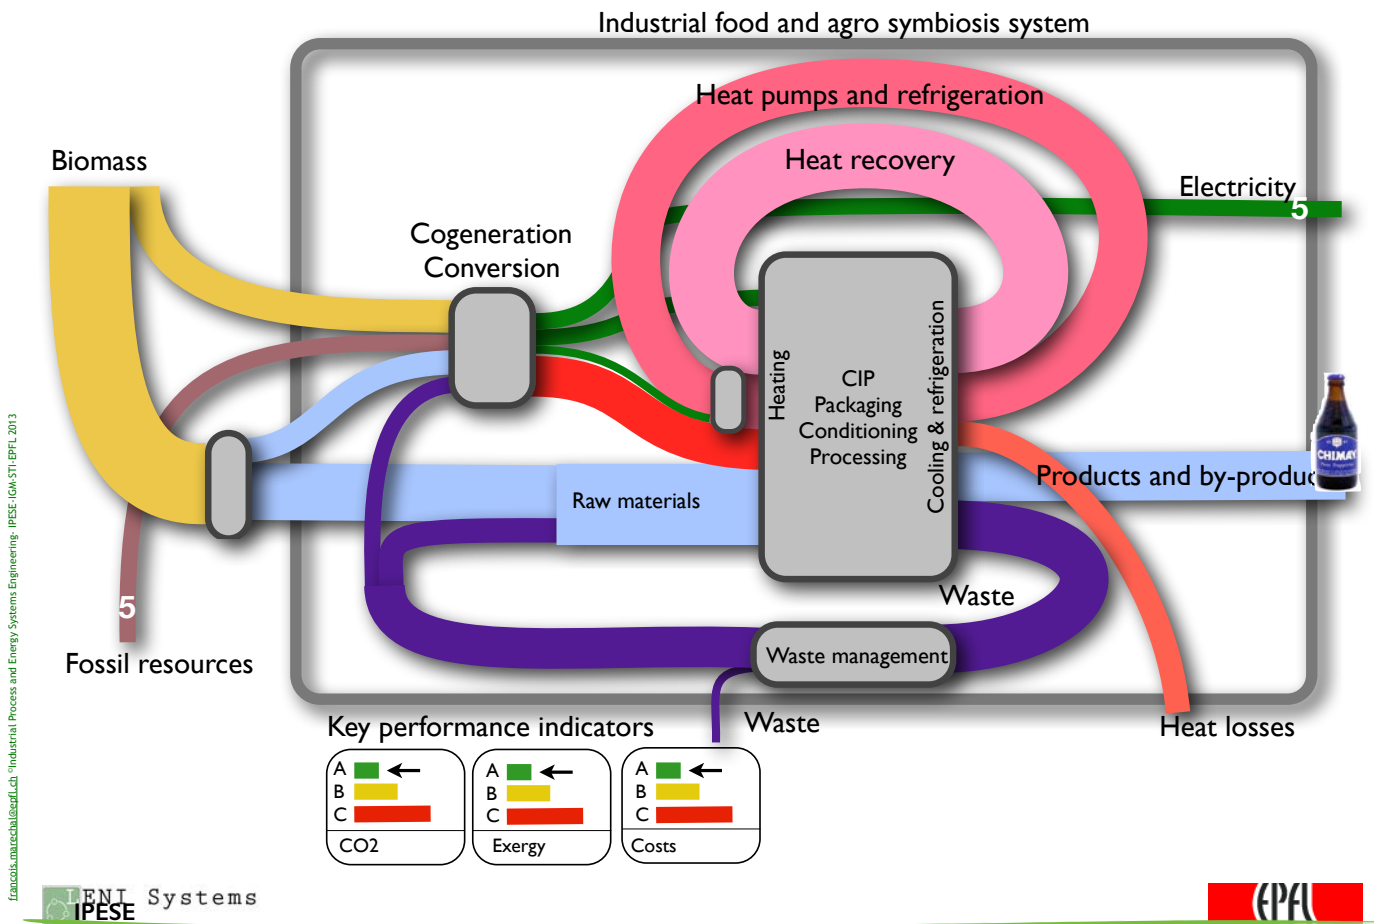 Industrial food and agro symbiosis system
Heat pumps and refrigeration
Biomass
Heat recovery
Electricity
5
Cogeneration
Conversion
Heating
CIP
Packaging
Conditioning
Processing
Cooling & refrigeration
CHIMAY
Products and by-produc
Raw materials
Waste
5
Fossil resources
Waste management
Key performance indicators
Waste
Heat losses
A
B
C
CO2
A
B
C
Exergy
A
B
C
Costs
francois.marechal@epfl.ch ©Industrial Process and Energy Systems Engineering- IPESE-IGM-STI-EPFL 2013
LENI Systems
IPESE
EPFL